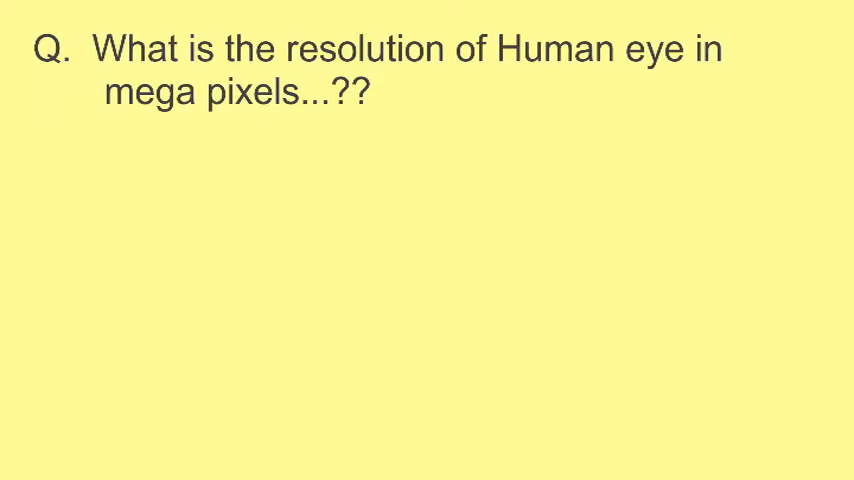 Q. What is the resolution of Human eye in
mega pixels...??